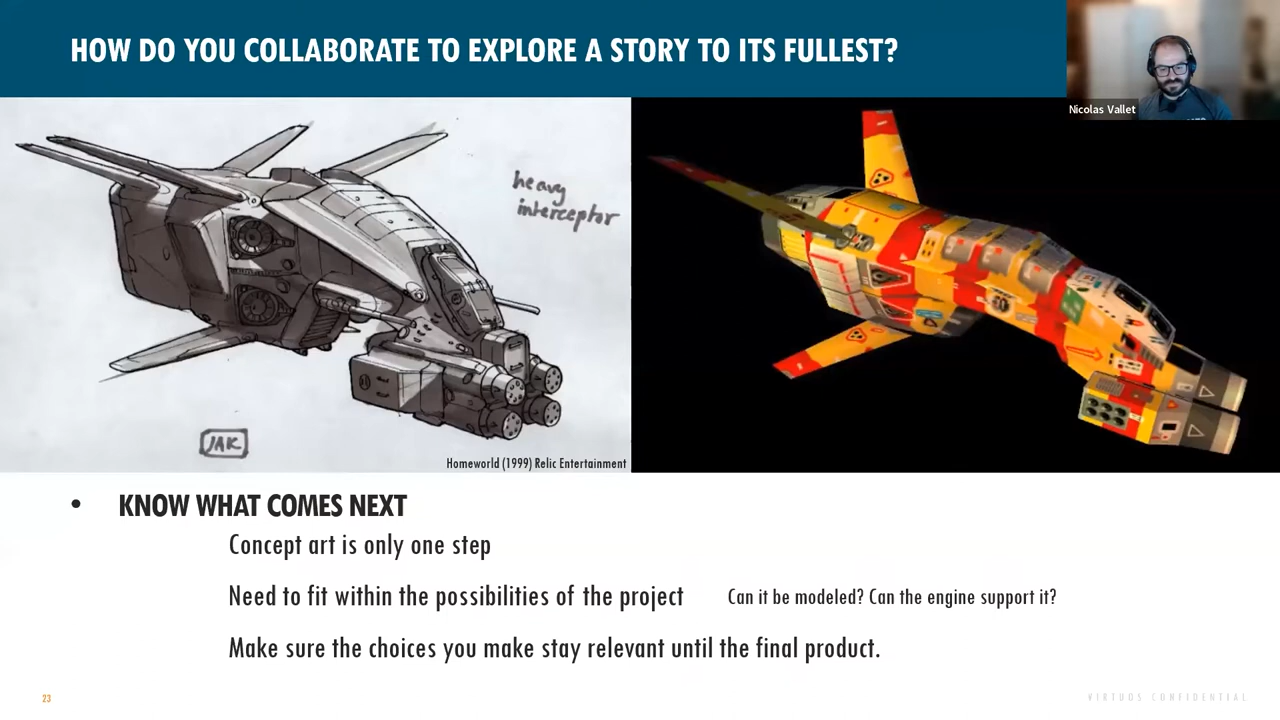 HOW DO YOU COLLABORATE TO EXPLORE A STORY TO ITS FULLEST?
Nicolas Vallet
heavy
interceptor
JAK
Homeworld (1999) Relic Entertainment
• KNOW WHAT COMES NEXT
Concept art is only one step
Need to fit within the possibilities of the project Can it be modeled? Can the engine support it?
Make sure the choices you make stay relevant until the final product.
23
VIRTUOS CONFIDENTIAL